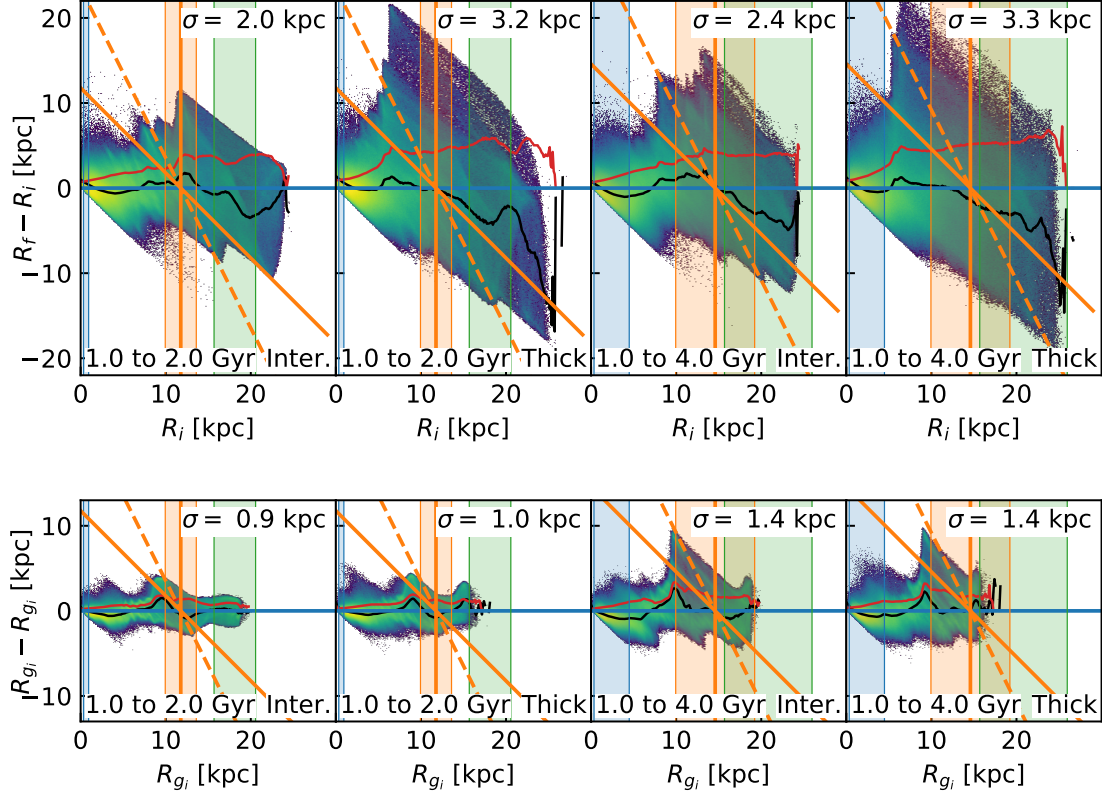 σ = 2.0 kpc σ = 3.2 kpc σ = 2.4 kpc σ = 3.3 kpc
20
10
0
−10
−20
R_f − R_i [kpc]
1.0 to 2.0 Gyr Inter. 1.0 to 2.0 Gyr Thick 1.0 to 4.0 Gyr Inter. 1.0 to 4.0 Gyr Thick
0 10 20 0 10 20 0 10 20 0 10 20
R_i [kpc] R_i [kpc] R_i [kpc] R_i [kpc]
σ = 0.9 kpc σ = 1.0 kpc σ = 1.4 kpc σ = 1.4 kpc
10
0
10
R_{g_i} − R_{g_i} [kpc]
1.0 to 2.0 Gyr Inter. 1.0 to 2.0 Gyr Thick 1.0 to 4.0 Gyr Inter. 1.0 to 4.0 Gyr Thick
0 10 20 0 10 20 0 10 20 0 10 20
R_{g_i} [kpc] R_{g_i} [kpc] R_{g_i} [kpc] R_{g_i} [kpc]